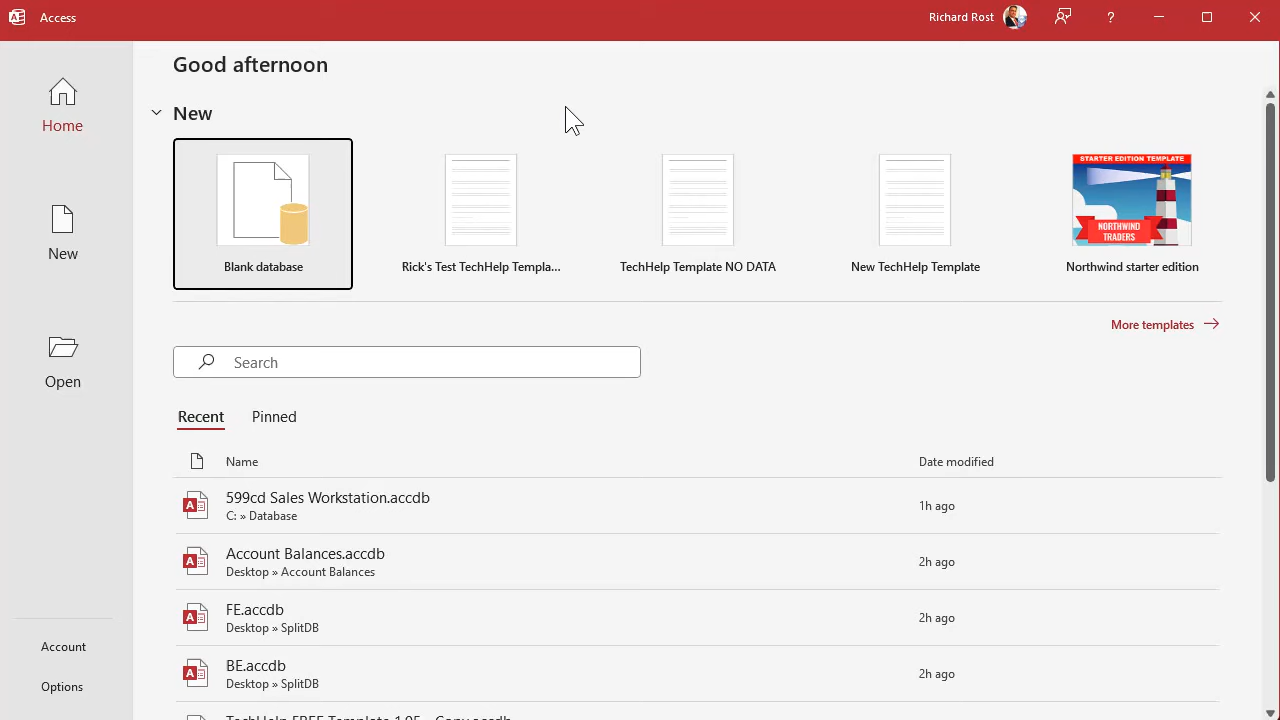 Access
Richard Rost
?
Good afternoon
Home
New
Blank database
Rick's Test TechHelp Templa...
TechHelp Template NO DATA
New TechHelp Template
STARTER EDITION TEMPLATE
NORTHWIND
TRADERS
Northwind starter edition
New
More templates
Search
Open
Recent
Pinned
Name
Date modified
A
599cd Sales Workstation.accdb
C: » Database
1h ago
A
Account Balances.accdb
Desktop » Account Balances
2h ago
A
FE.accdb
Desktop » SplitDB
2h ago
A
BE.accdb
Desktop » SplitDB
2h ago
Account
Options